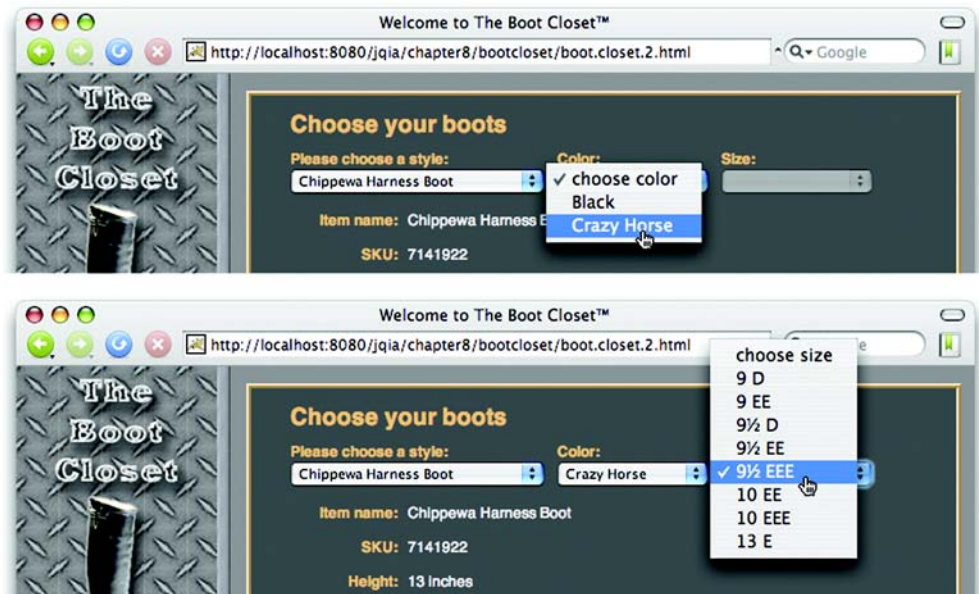 Welcome to The Boot Closet™
http://localhost:8080/jqia/chapter8/bootcloset/boot.closet.2.html
Google
The
Boot
Closet
Choose your boots
Please choose a style: Color: Size:
Chippewa Harness Boot
✓ choose color
Black
Crazy Horse
Item name: Chippewa Harness B
SKU: 7141922
Welcome to The Boot Closet™
http://localhost:8080/jqia/chapter8/bootcloset/boot.closet.2.html
e
The
Boot
Closet
Choose your boots
Please choose a style: Color:
Chippewa Harness Boot Crazy Horse
choose size
9 D
9 EE
9½ D
9½ EE
✓ 9½ EEE
10 EE
10 EEE
13 E
Item name: Chippewa Harness Boot
SKU: 7141922
Height: 13 inches